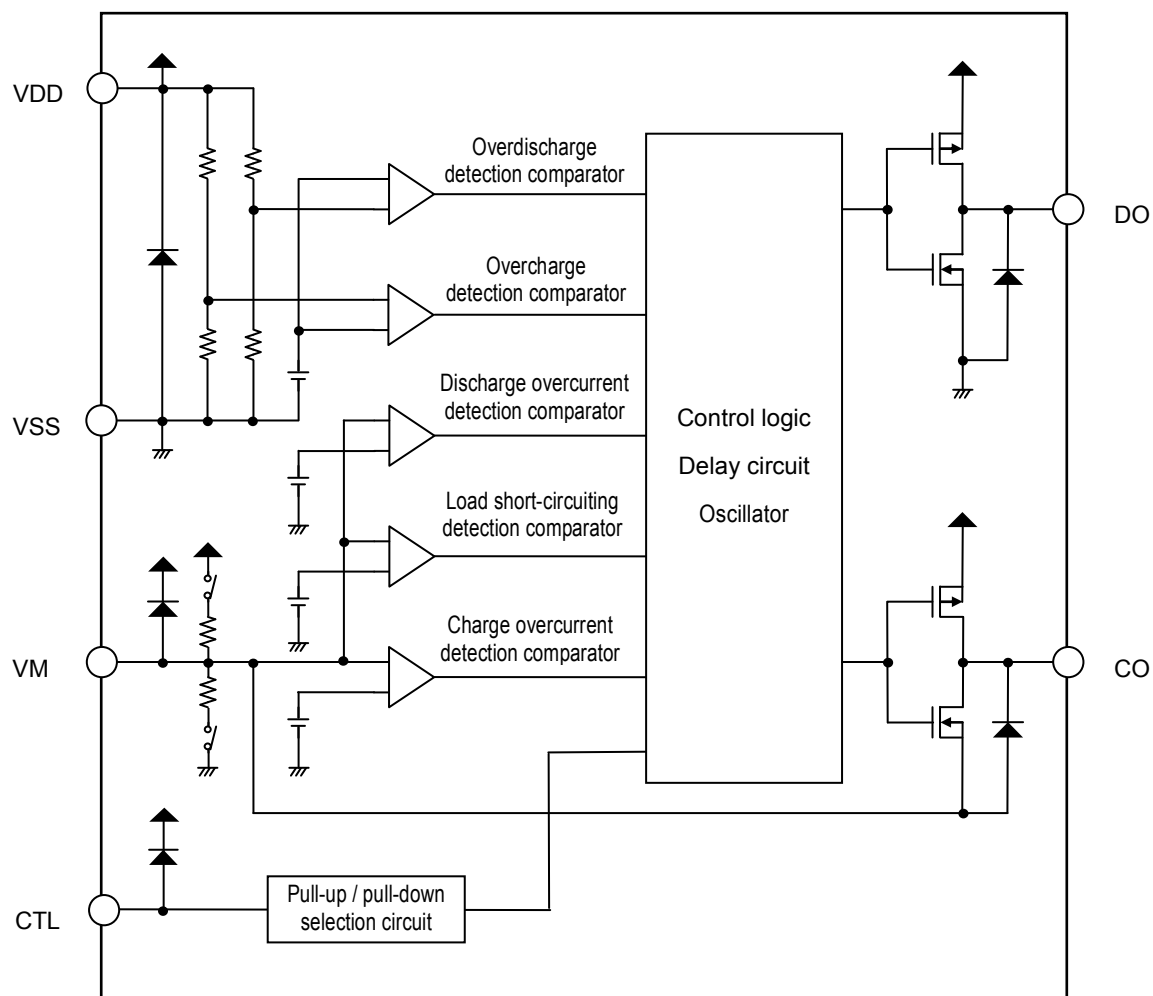 VDD
VSS
VM
CTL
Overdischarge
detection comparator
Overcharge
detection comparator
Discharge overcurrent
detection comparator
Load short-circuiting
detection comparator
Charge overcurrent
detection comparator
Pull-up / pull-down
selection circuit
Control logic
Delay circuit
Oscillator
DO
CO